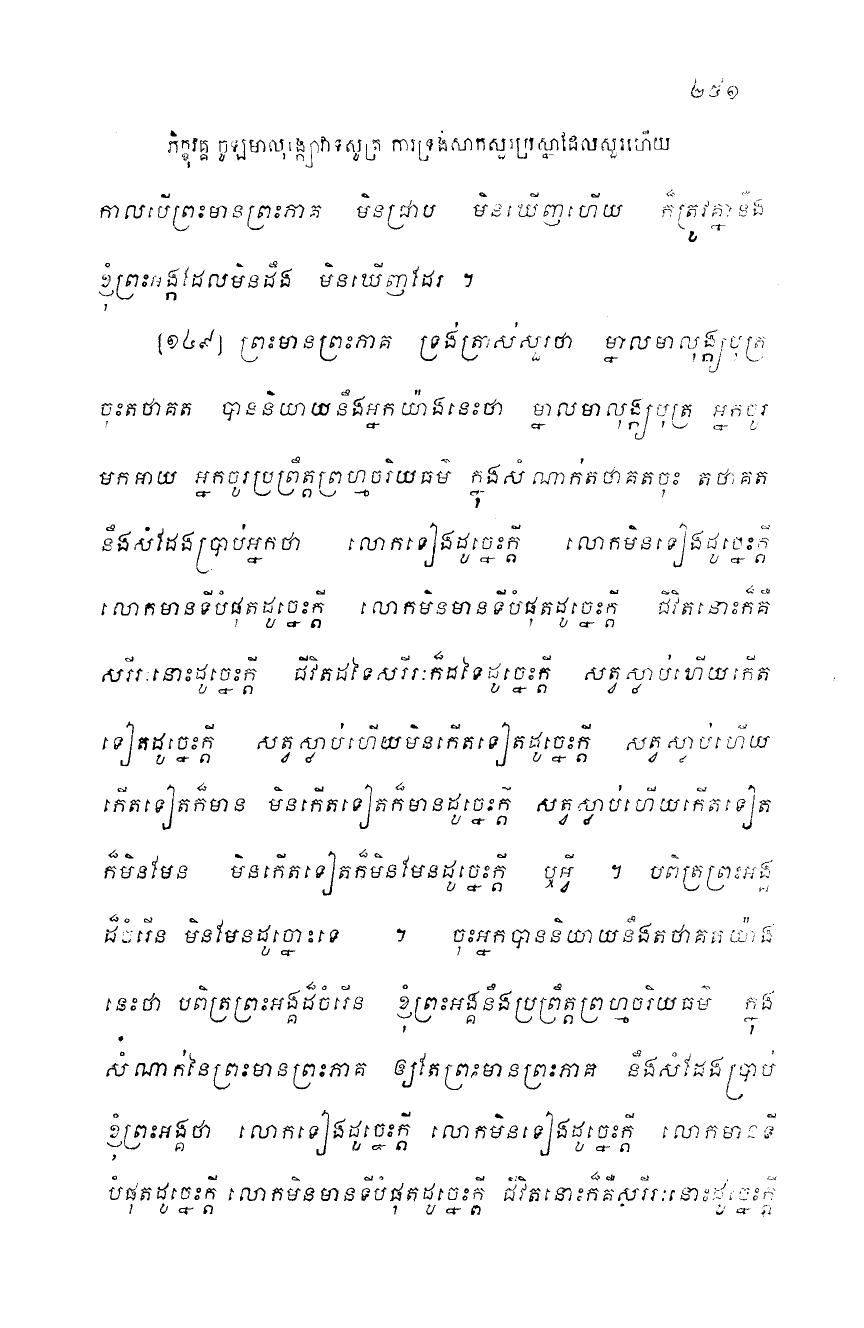 ២៥១
ភិក្ខុវគ្គ ចូឡមាលុង្ក្យោវាទសូត្រ ការទ្រង់សាកសួរប្រស្នាដែលសួរហើយ
កាលបើព្រះមានព្រះភាគ មិនជ្រាប មិនឃើញហើយ ក៏ត្រូវគ្នានឹង
ខ្ញុំព្រះអង្គដែលមិនដឹង មិនឃើញដែរ ។
[១៤៩] ព្រះមានព្រះភាគ ទ្រង់ត្រាស់សួរថា ម្នាលមាលុង្ក្យបុត្រ
ចុះតថាគត បាននិយាយនឹងអ្នកយ៉ាងនេះថា ម្នាលមាលុង្ក្យបុត្រ អ្នកចូរ
មកអាយ អ្នកចូរប្រព្រឹត្តព្រហ្មចរិយធម៌ ក្នុងសំណាក់តថាគតចុះ តថាគត
នឹងសំដែងប្រាប់អ្នកថា លោកទៀងដូច្នេះក្តី លោកមិនទៀងដូច្នេះក្តី
លោកមានទីបំផុតដូច្នេះក្តី លោកមិនមានទីបំផុតដូច្នេះក្តី ជីវិតនោះក៏គឺ
សរីរៈនោះដូច្នេះក្តី ជីវិតដទៃសរីរៈក៏ដទៃដូច្នេះក្តី សត្វស្លាប់ហើយកើត
ទៀតដូច្នេះក្តី សត្វស្លាប់ហើយមិនកើតទៀតដូច្នេះក្តី សត្វស្លាប់ហើយ
កើតទៀតក៏មាន មិនកើតទៀតក៏មានដូច្នេះក្តី សត្វស្លាប់ហើយកើតទៀត
ក៏មិនមែន មិនកើតទៀតក៏មិនមែនដូច្នេះក្តី ឬអ្វី ។ បពិត្រព្រះអង្គ
ដ៏ចំរើន មិនមែនដូច្នោះទេ ។ ចុះអ្នកបាននិយាយនឹងតថាគតយ៉ាង
នេះថា បពិត្រព្រះអង្គដ៏ចំរើន ខ្ញុំព្រះអង្គនឹងប្រព្រឹត្តព្រហ្មចរិយធម៌ ក្នុង
សំណាក់នៃព្រះមានព្រះភាគ ឲ្យតែព្រះមានព្រះភាគ នឹងសំដែងប្រាប់
ខ្ញុំព្រះអង្គថា លោកទៀងដូច្នេះក្តី លោកមិនទៀងដូច្នេះក្តី លោកមានទី
បំផុតដូច្នេះក្តី លោកមិនមានទីបំផុតដូច្នេះក្តី ជីវិតនោះក៏គឺសរីរៈនោះដូច្នេះក្តី